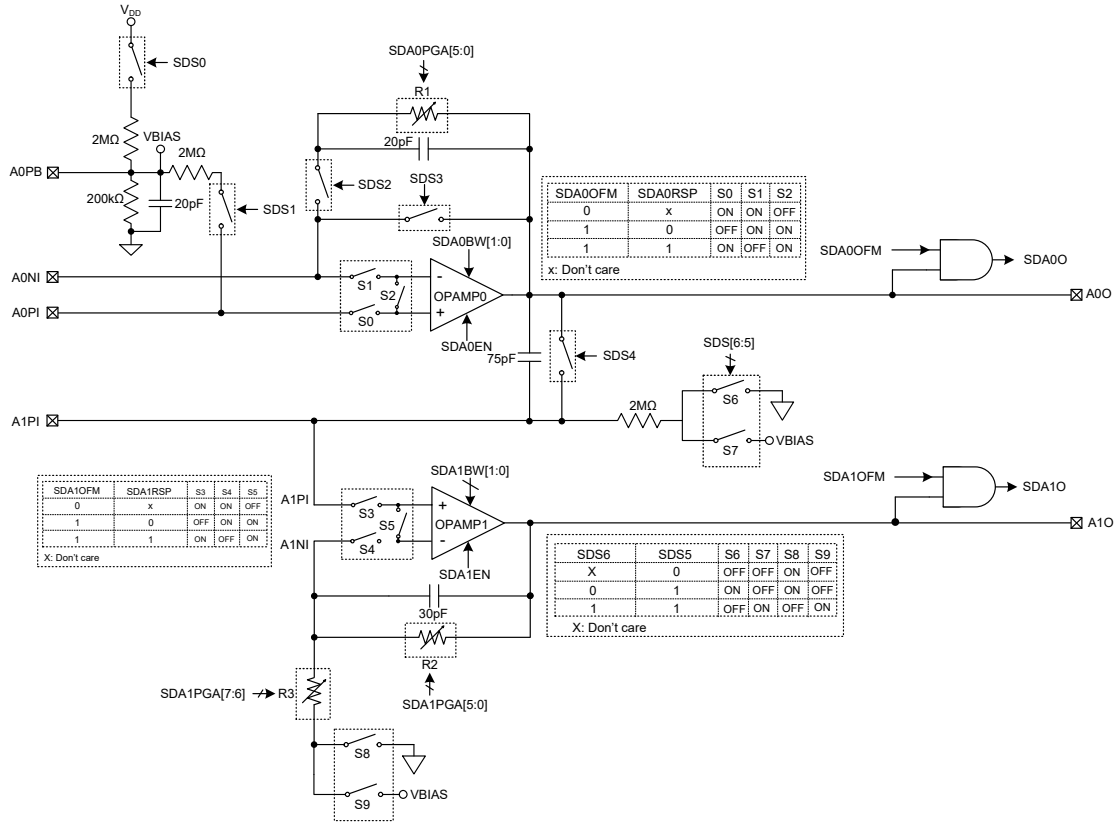 VDD
SDS0
SDA0PGA[5:0]
R1
20pF
2MΩ
VBIAS
2MΩ
A0PB
200kΩ
20pF
SDS1
SDS2
SDS3
SDA0OFM SDA0RSP S0 S1 S2
0 x ON ON OFF
1 0 OFF ON ON
1 1 ON OFF ON
x: Don't care
SDA0OFM
SDA0O
SDA0BW[1:0]
A0NI
S1
S2
-
OPAMP0
+
A0PI
S0
SDA0EN
A0O
75pF
SDS4
SDS[6:5]
2MΩ
S6
S7
VBIAS
A1PI
SDA1OFM SDA1RSP S3 S4 S5
0 x ON ON OFF
1 0 OFF ON ON
1 1 ON OFF ON
X: Don't care
SDA1BW[1:0]
A1PI
S3
S5
+
OPAMP1
-
A1NI
S4
SDA1EN
SDA1OFM
SDA1O
A1O
SDS6 SDS5 S6 S7 S8 S9
X 0 OFF OFF ON OFF
0 1 ON OFF ON OFF
1 1 OFF ON OFF ON
X: Don't care
30pF
R2
SDA1PGA[5:0]
SDA1PGA[7:6]
R3
S8
S9
VBIAS